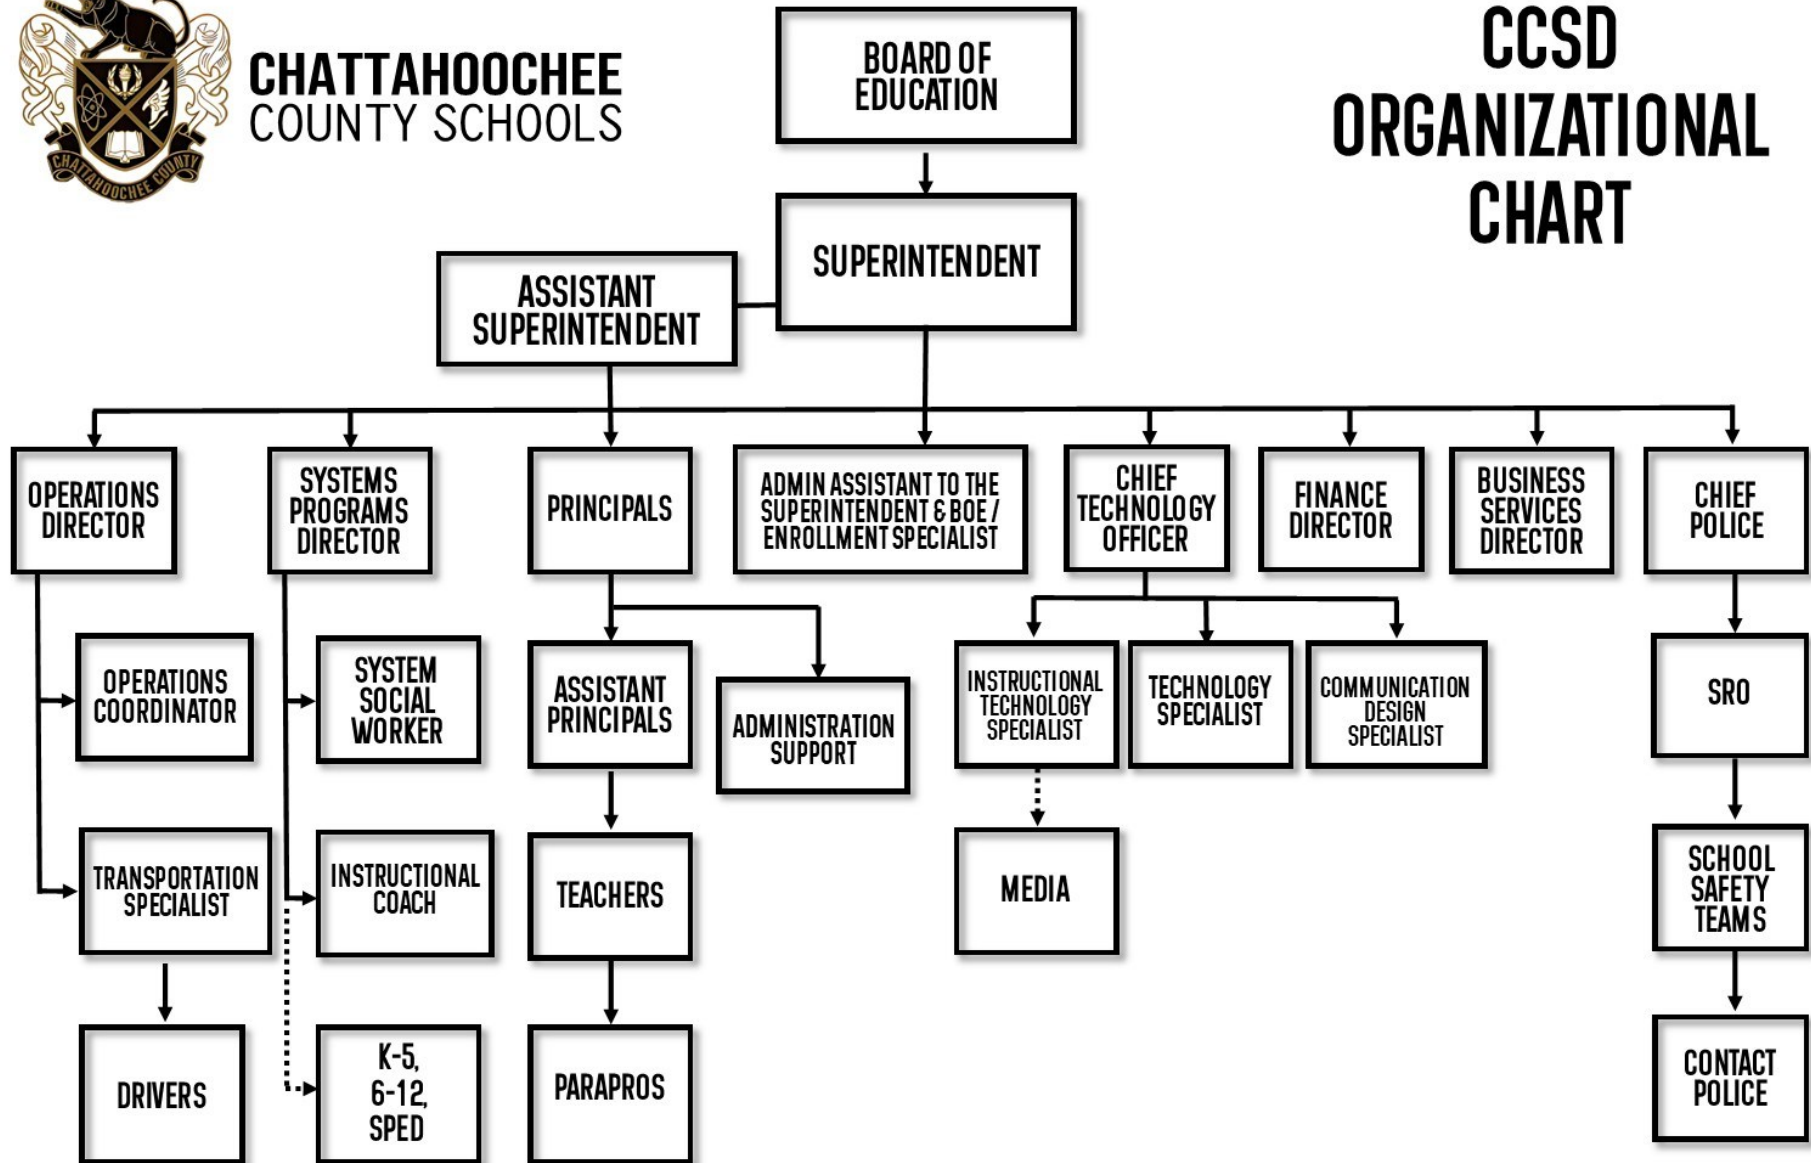 CHATTAHOOCHEE
COUNTY SCHOOLS
CHATTAHOOCHEE COUNTY
CCSD
ORGANIZATIONAL
CHART
BOARD OF
EDUCATION
SUPERINTENDENT
ASSISTANT
SUPERINTENDENT
OPERATIONS
DIRECTOR
SYSTEMS
PROGRAMS
DIRECTOR
PRINCIPALS
ADMIN ASSISTANT TO THE
SUPERINTENDENT & BOE /
ENROLLMENT SPECIALIST
CHIEF
TECHNOLOGY
OFFICER
FINANCE
DIRECTOR
BUSINESS
SERVICES
DIRECTOR
CHIEF
POLICE
OPERATIONS
COORDINATOR
SYSTEM
SOCIAL
WORKER
ASSISTANT
PRINCIPALS
ADMINISTRATION
SUPPORT
INSTRUCTIONAL
TECHNOLOGY
SPECIALIST
TECHNOLOGY
SPECIALIST
COMMUNICATION
DESIGN
SPECIALIST
SRO
TRANSPORTATION
SPECIALIST
INSTRUCTIONAL
COACH
TEACHERS
MEDIA
SCHOOL
SAFETY
TEAMS
DRIVERS
K-5,
6-12,
SPED
PARAPROS
CONTACT
POLICE